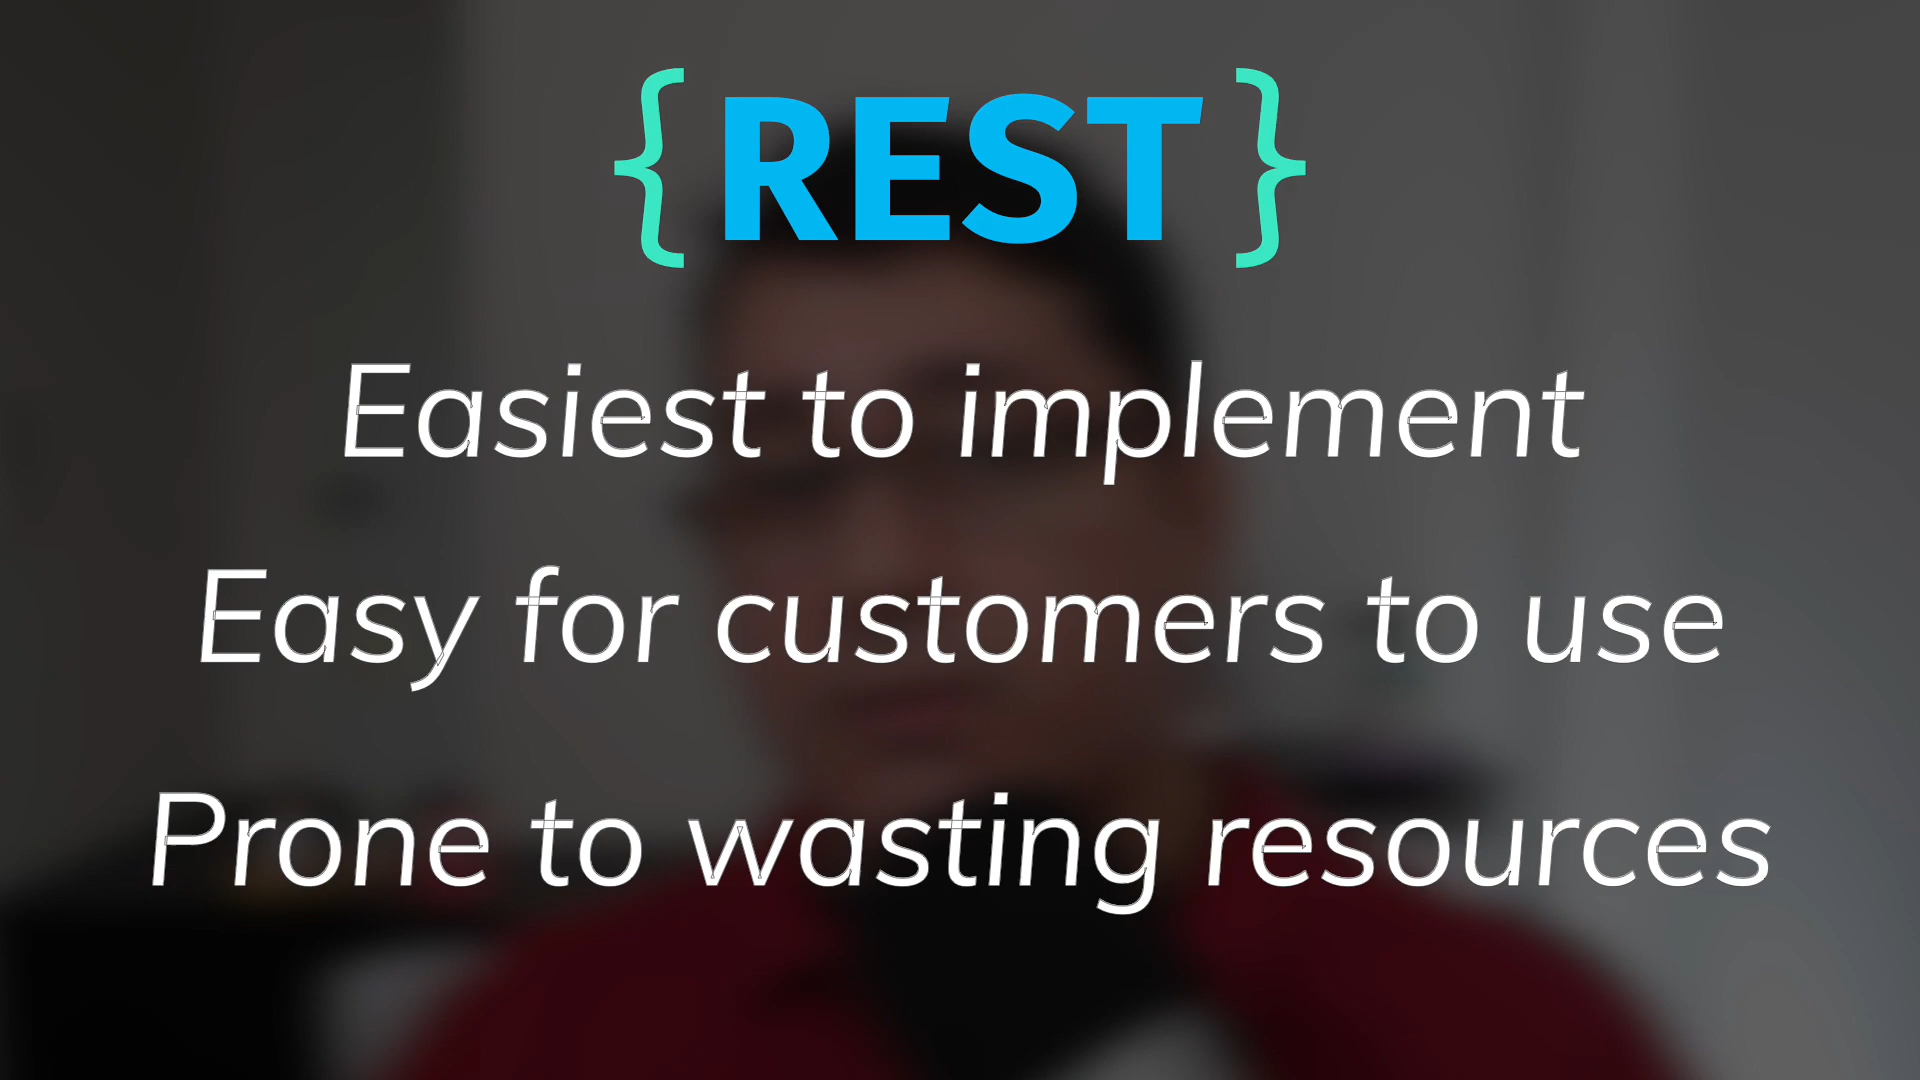 {REST}
Easiest to implement
Easy for customers to use
Prone to wasting resources